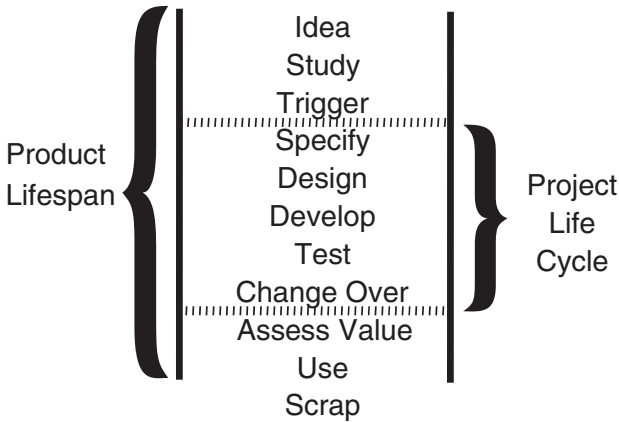 Idea
Study
Trigger
Specify
Design
Develop
Test
Change Over
Assess Value
Use
Scrap
Product
Lifespan
Project
Life
Cycle